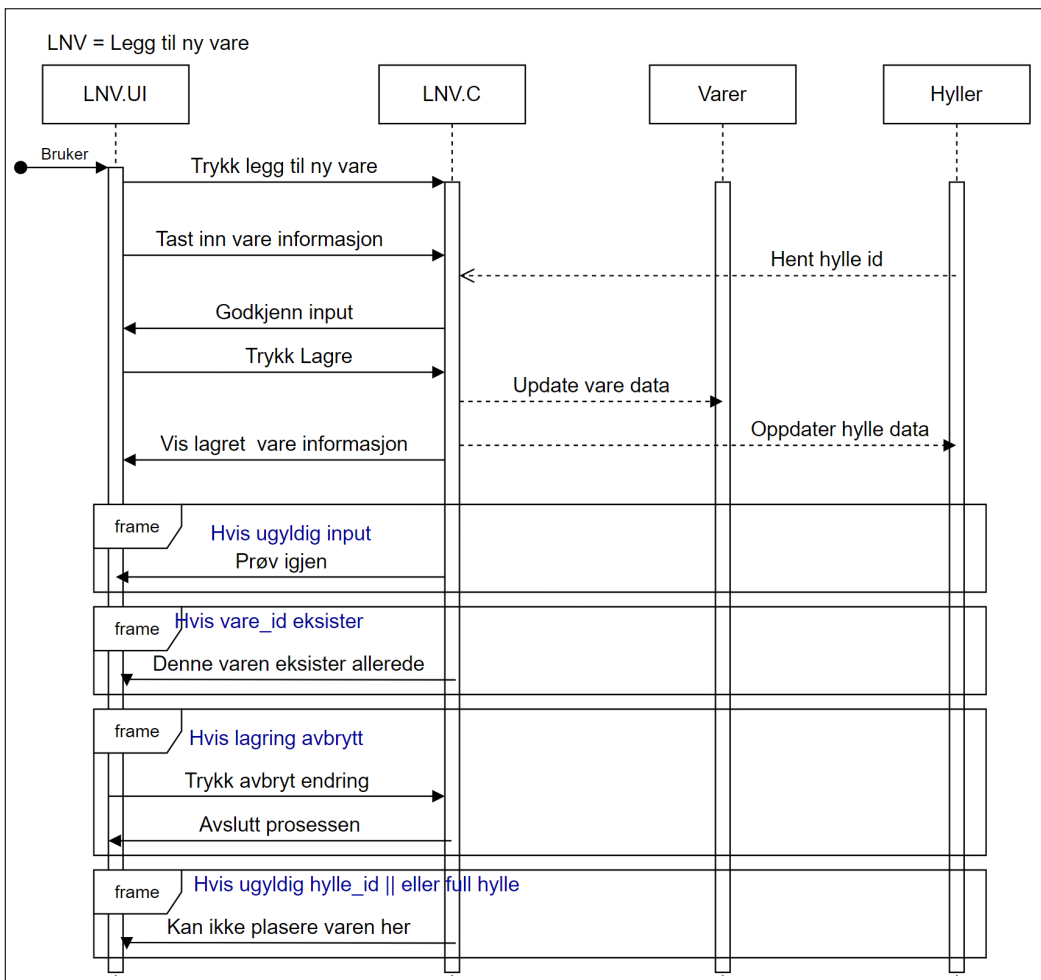 LNV = Legg til ny vare
LNV.UI
LNV.C
Varer
Hyller
Bruker
Trykk legg til ny vare
Tast inn vare informasjon
Hent hylle id
Godkjenn input
Trykk Lagre
Update vare data
Oppdater hylle data
Vis lagret  vare informasjon
frame
Hvis ugyldig input
Prøv igjen
frame
Hvis vare_id eksister
Denne varen eksister allerede
frame
Hvis lagring avbrytt
Trykk avbryt endring
Avslutt prosessen
frame
Hvis ugyldig hylle_id || eller full hylle
Kan ikke plasere varen her